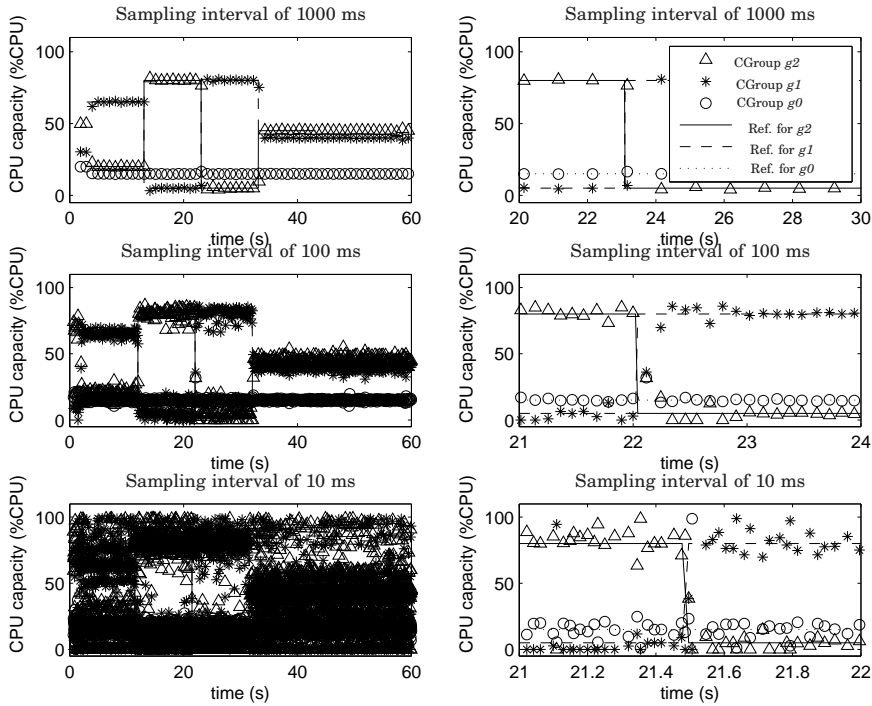 Sampling interval of 1000 ms
CPU capacity (%CPU)
100
50
0
0 20 40 60
time (s)
Sampling interval of 1000 ms
CPU capacity (%CPU)
100
50
0
20 22 24 26 28 30
time (s)
CGroup g2
CGroup g1
CGroup g0
Ref. for g2
Ref. for g1
Ref. for g0
Sampling interval of 100 ms
CPU capacity (%CPU)
100
50
0
0 20 40 60
time (s)
Sampling interval of 100 ms
CPU capacity (%CPU)
100
50
0
21 22 23 24
time (s)
Sampling interval of 10 ms
CPU capacity (%CPU)
100
50
0
0 20 40 60
time (s)
Sampling interval of 10 ms
CPU capacity (%CPU)
100
50
0
21 21.2 21.4 21.6 21.8 22
time (s)